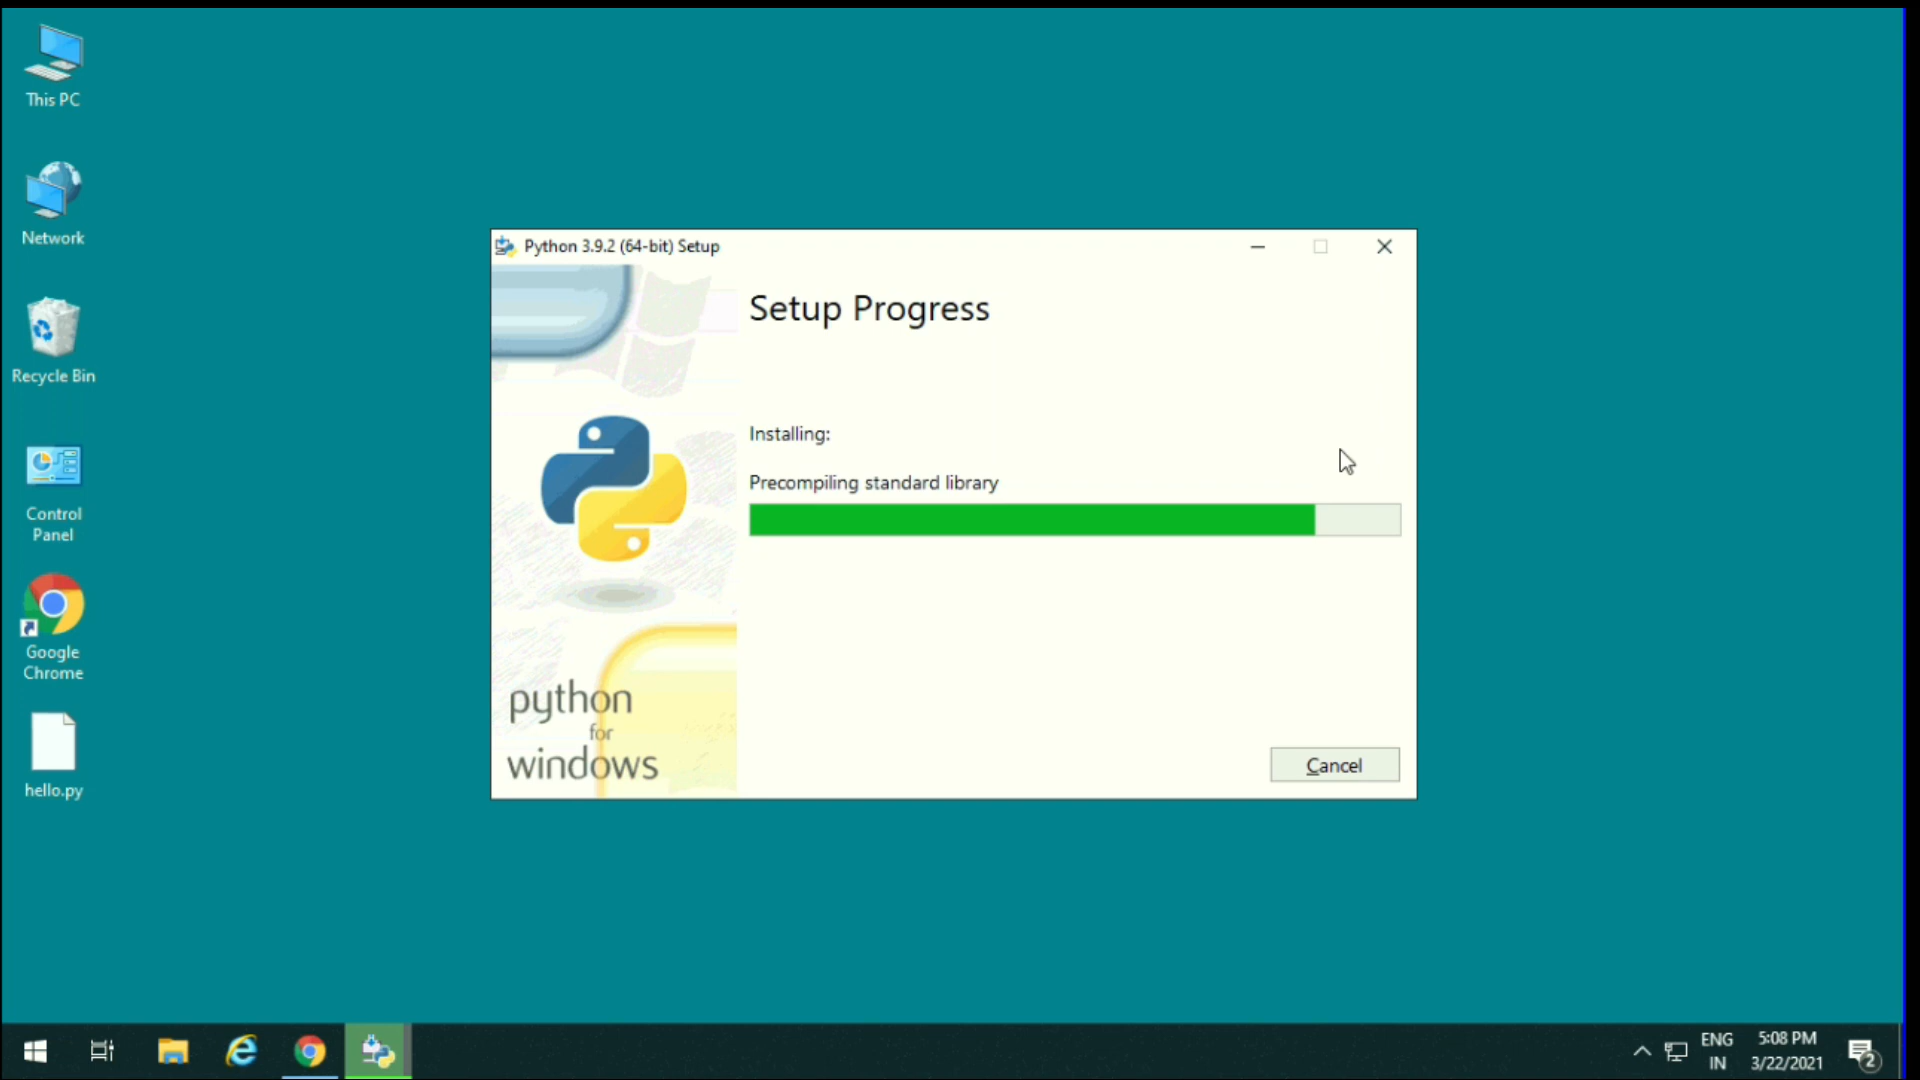 This PC
Network
Recycle Bin
Control
Panel
Google
Chrome
hello.py
Python 3.9.2 (64-bit) Setup
Setup Progress
Installing:
Precompiling standard library
python
for
windows
Cancel
ENG
IN
5:08 PM
3/22/2021
2